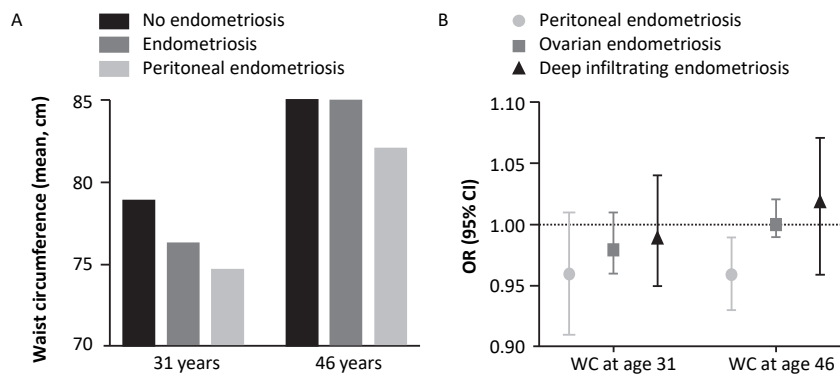 A
No endometriosis
Endometriosis
Peritoneal endometriosis
Waist circumference (mean, cm)
85
80
75
70
31 years
46 years
B
Peritoneal endometriosis
Ovarian endometriosis
Deep infiltrating endometriosis
OR (95% CI)
1.10
1.05
1.00
0.95
0.90
WC at age 31
WC at age 46